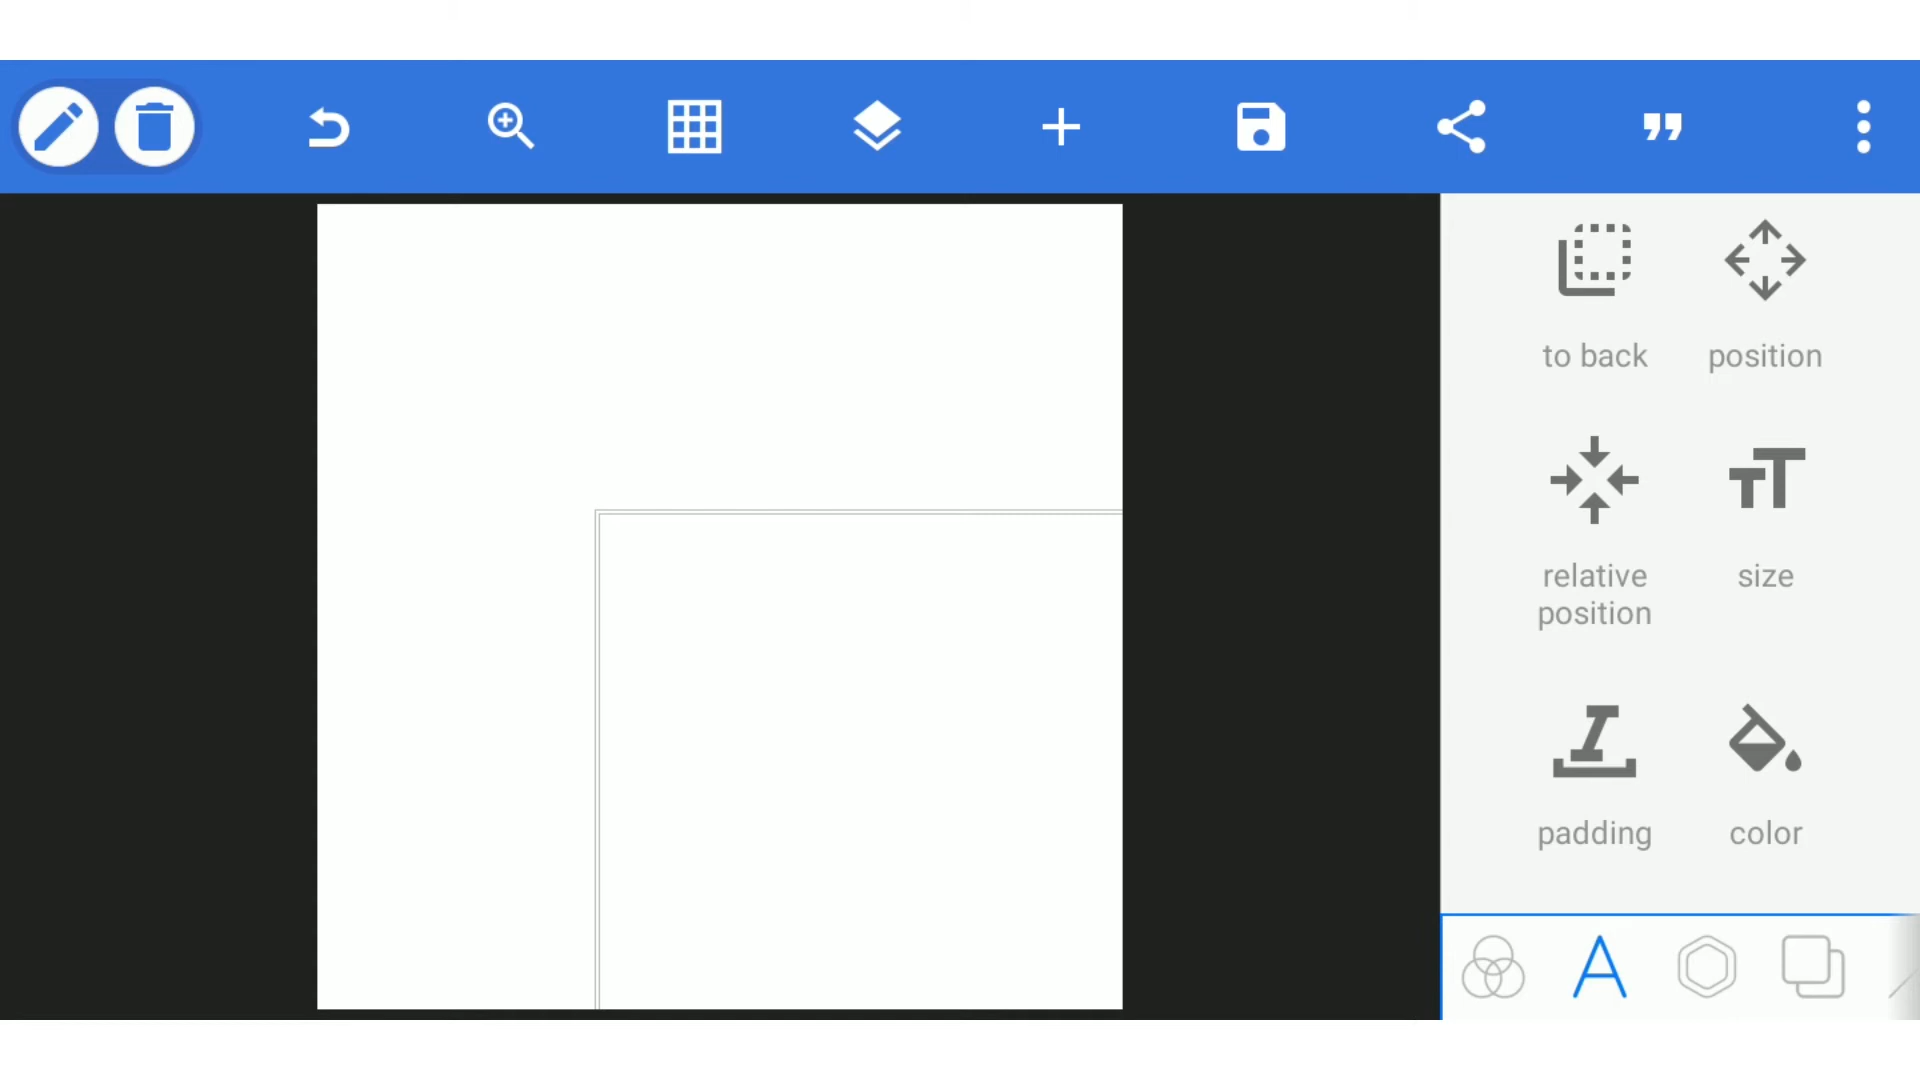 to back
position
relative
position
size
padding
color